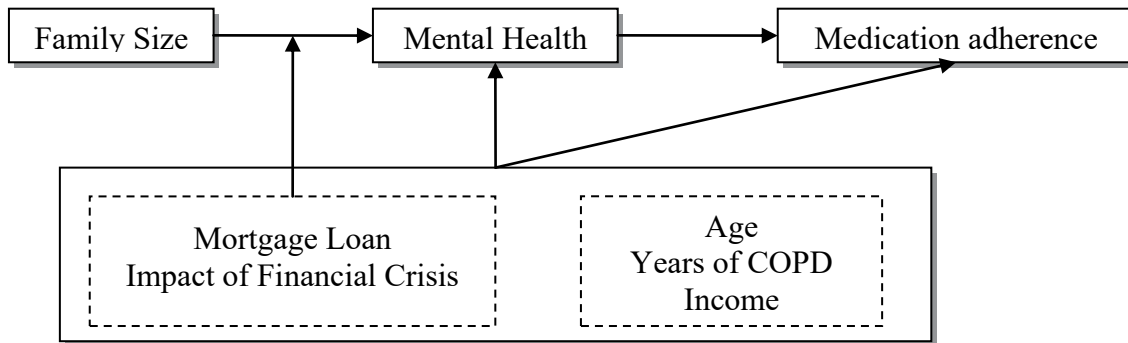 Family Size
Mental Health
Medication adherence
Mortgage Loan
Impact of Financial Crisis
Age
Years of COPD
Income